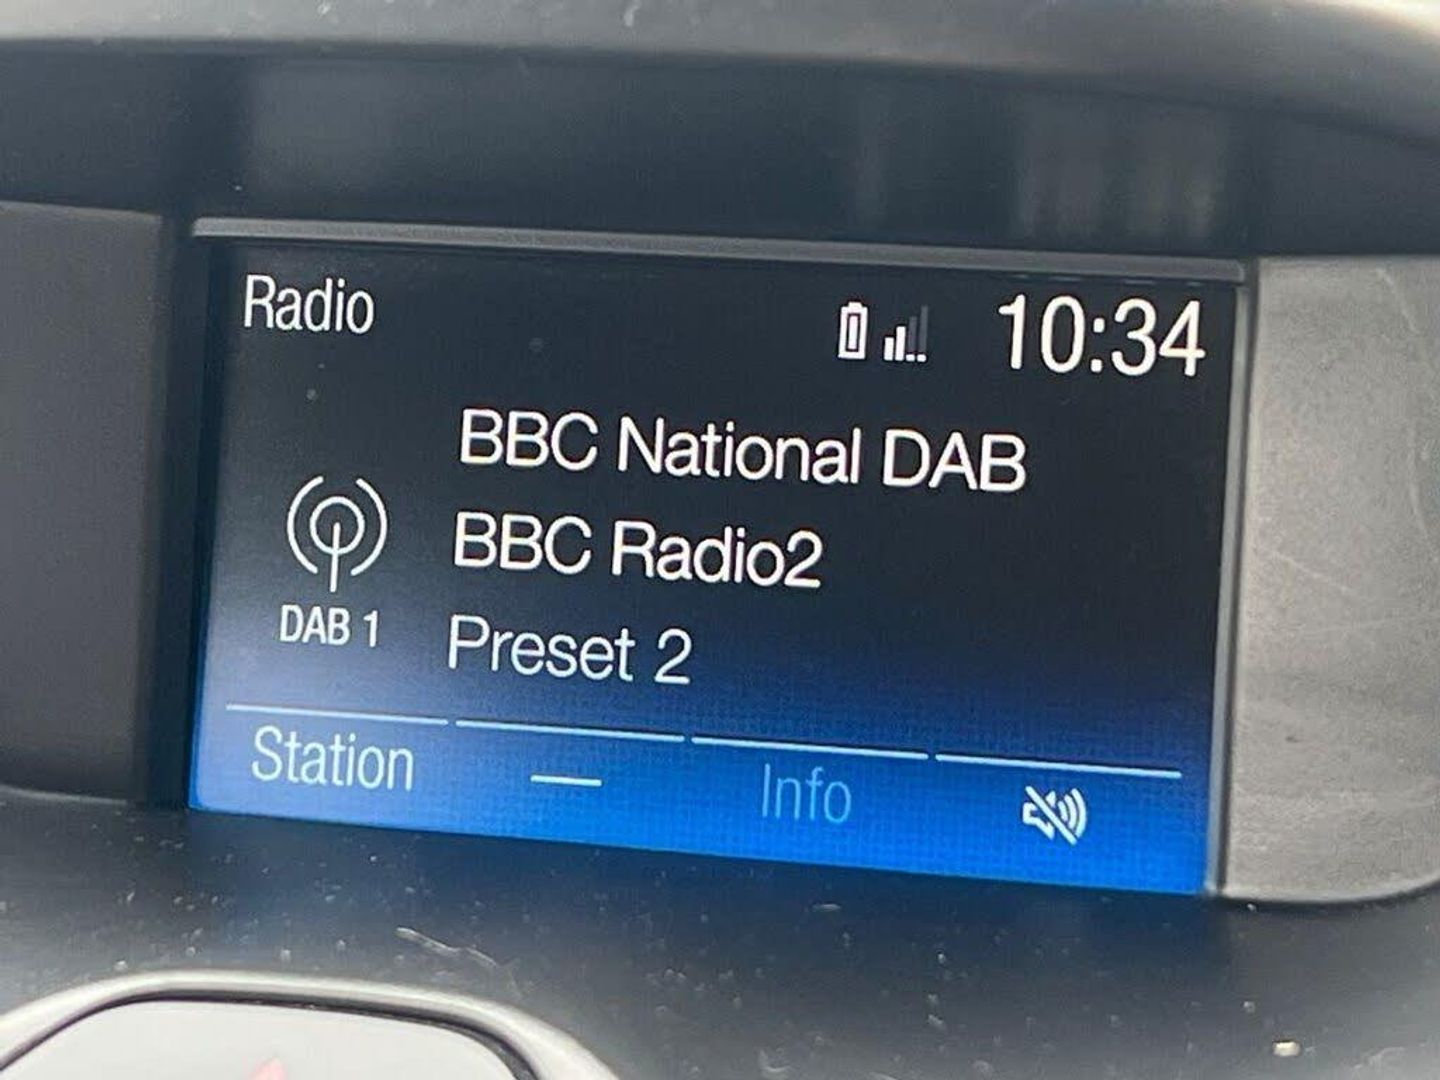 Radio 10:34
BBC National DAB
BBC Radio2
DAB 1
Preset 2
Station — Info